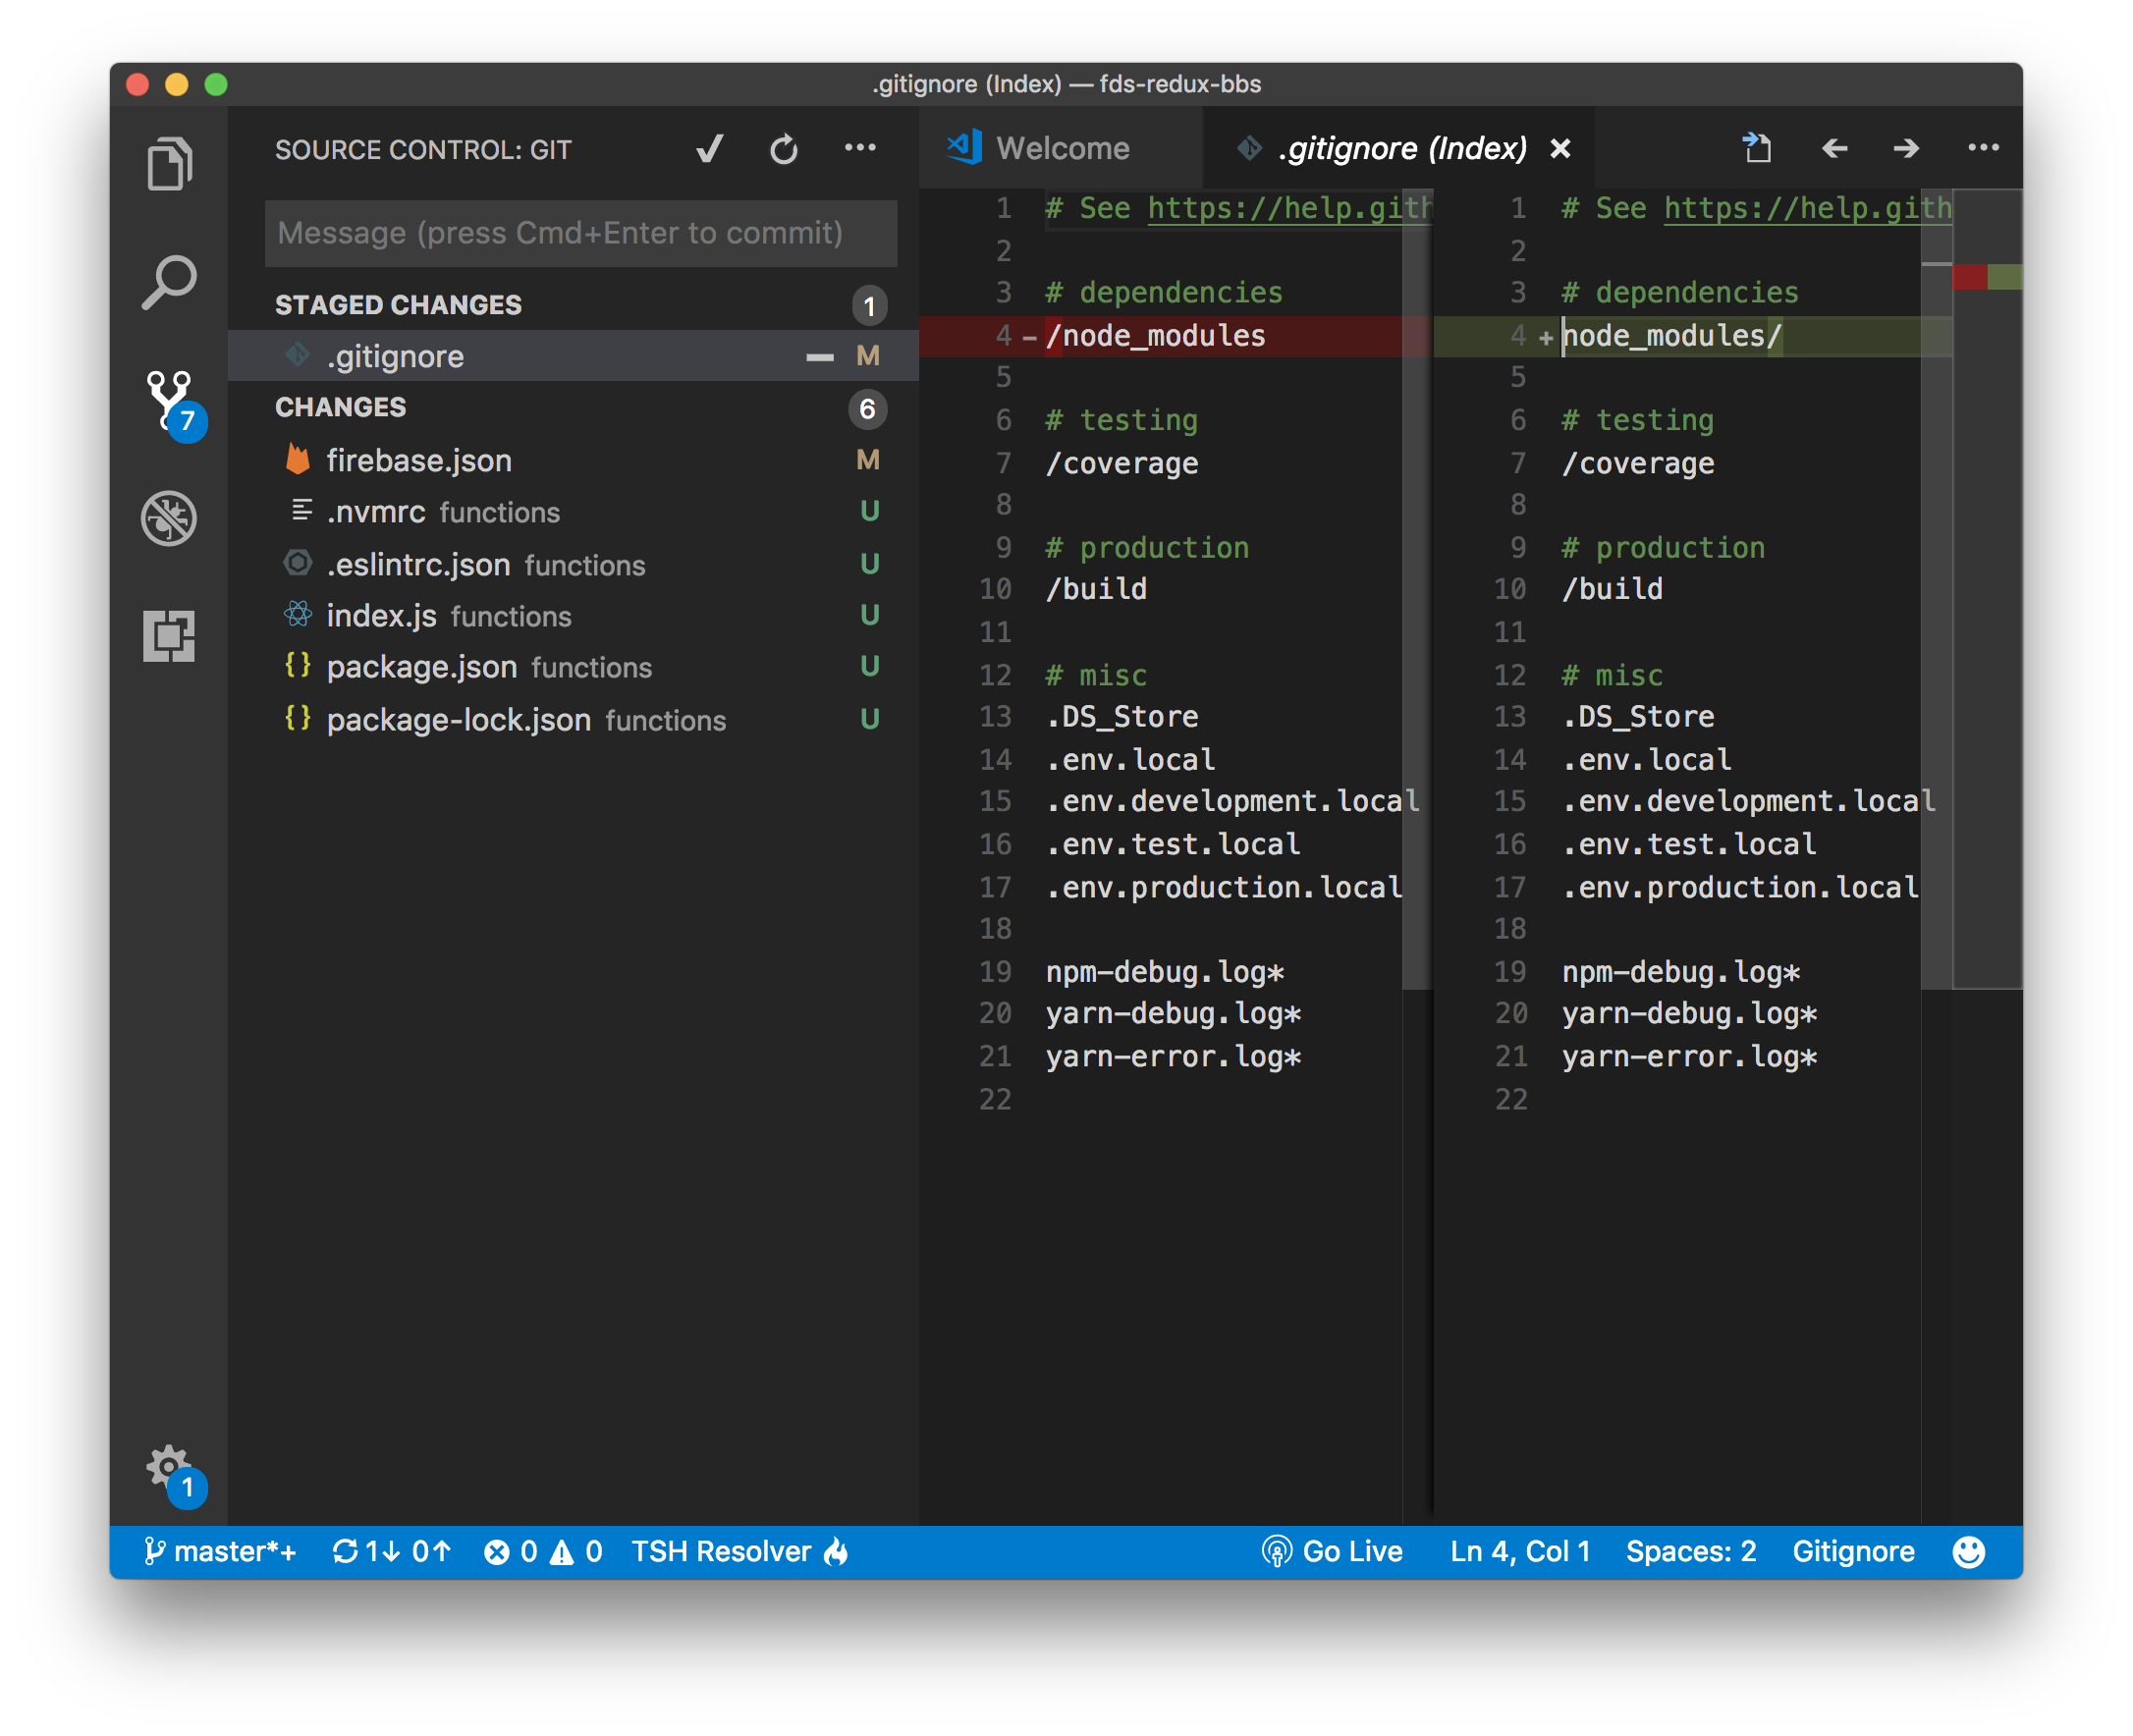 .gitignore (Index) — fds-redux-bbs
SOURCE CONTROL: GIT
Message (press Cmd+Enter to commit)
STAGED CHANGES 1
.gitignore M
CHANGES 6
firebase.json M
.nvmrc functions U
.eslintrc.json functions U
index.js functions U
package.json functions U
package-lock.json functions U
7
1
Welcome
.gitignore (Index)
1 # See https://help.gith
2
3 # dependencies
4 - /node_modules
5
6 # testing
7 /coverage
8
9 # production
10 /build
11
12 # misc
13 .DS_Store
14 .env.local
15 .env.development.local
16 .env.test.local
17 .env.production.local
18
19 npm-debug.log*
20 yarn-debug.log*
21 yarn-error.log*
22
1 # See https://help.gith
2
3 # dependencies
4 + node_modules/
5
6 # testing
7 /coverage
8
9 # production
10 /build
11
12 # misc
13 .DS_Store
14 .env.local
15 .env.development.local
16 .env.test.local
17 .env.production.local
18
19 npm-debug.log*
20 yarn-debug.log*
21 yarn-error.log*
22
master*+ 1↓ 0↑ 0 0 TSH Resolver Go Live Ln 4, Col 1 Spaces: 2 Gitignore